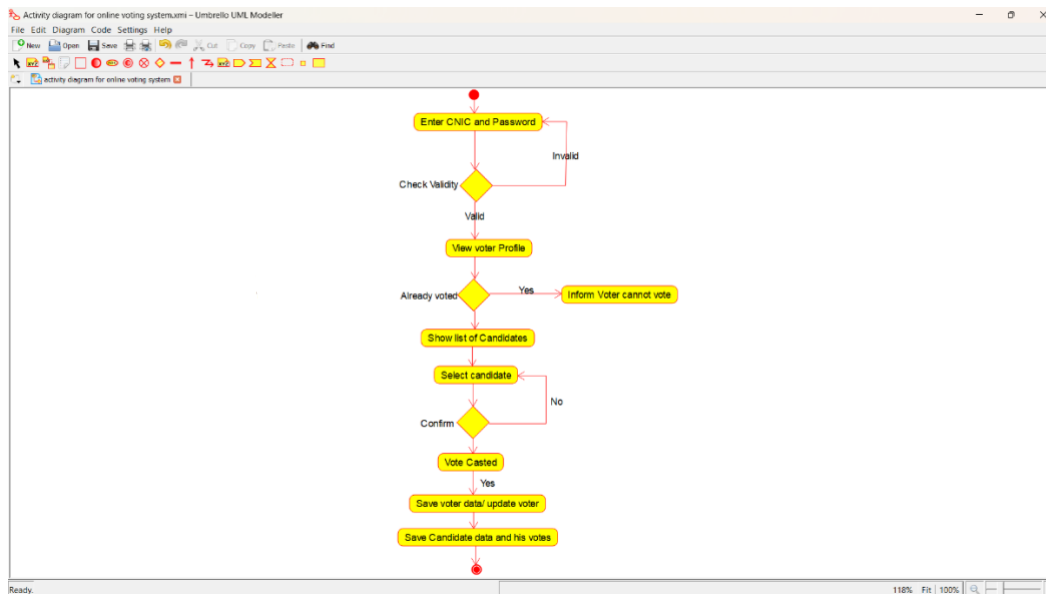 Activity diagram for online voting system.xmi – Umbrello UML Modeller
File Edit Diagram Code Settings Help
New Open Save Cut Copy Paste Find
activity diagram for online voting system
Enter CNIC and Password
Invalid
Check Validity
Valid
View voter Profile
Already voted
Yes
Inform Voter cannot vote
Show list of Candidates
Select candidate
No
Confirm
Vote Casted
Yes
Save voter data/ update voter
Save Candidate data and his votes
Ready.
118% Fit 100%